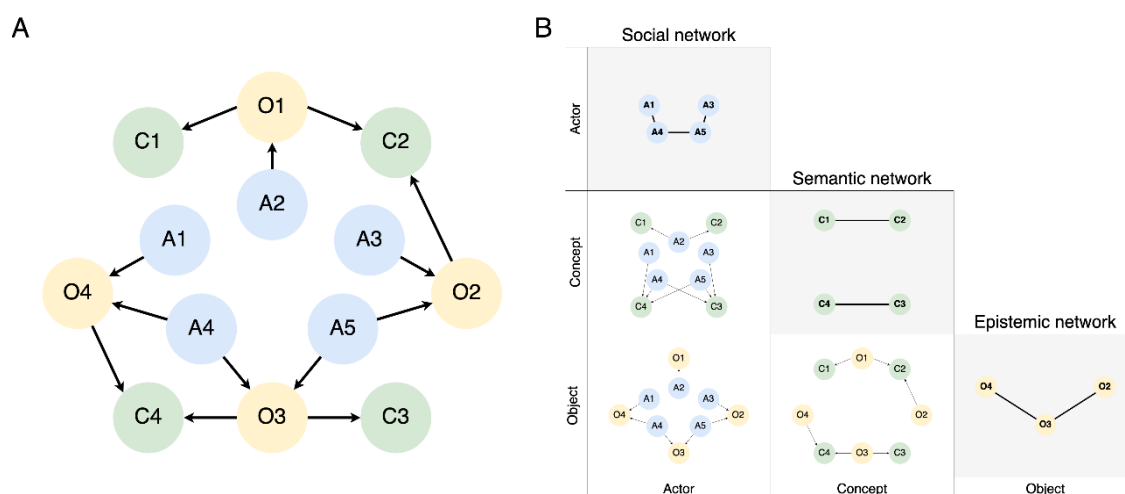 A
O1
C1
C2
A2
A1
A3
O4
O2
A4
A5
C4
O3
C3
B
Social network
Actor
A1
A3
A4
A5
Semantic network
Concept
C1
C2
A2
A1
A3
A4
A5
C4
C3
C1
C2
C4
C3
Epistemic network
Object
O1
A2
A1
A3
O4
O2
A4
A5
O3
C1
O1
C2
O4
O2
C4
O3
C3
O4
O2
O3
Actor
Concept
Object